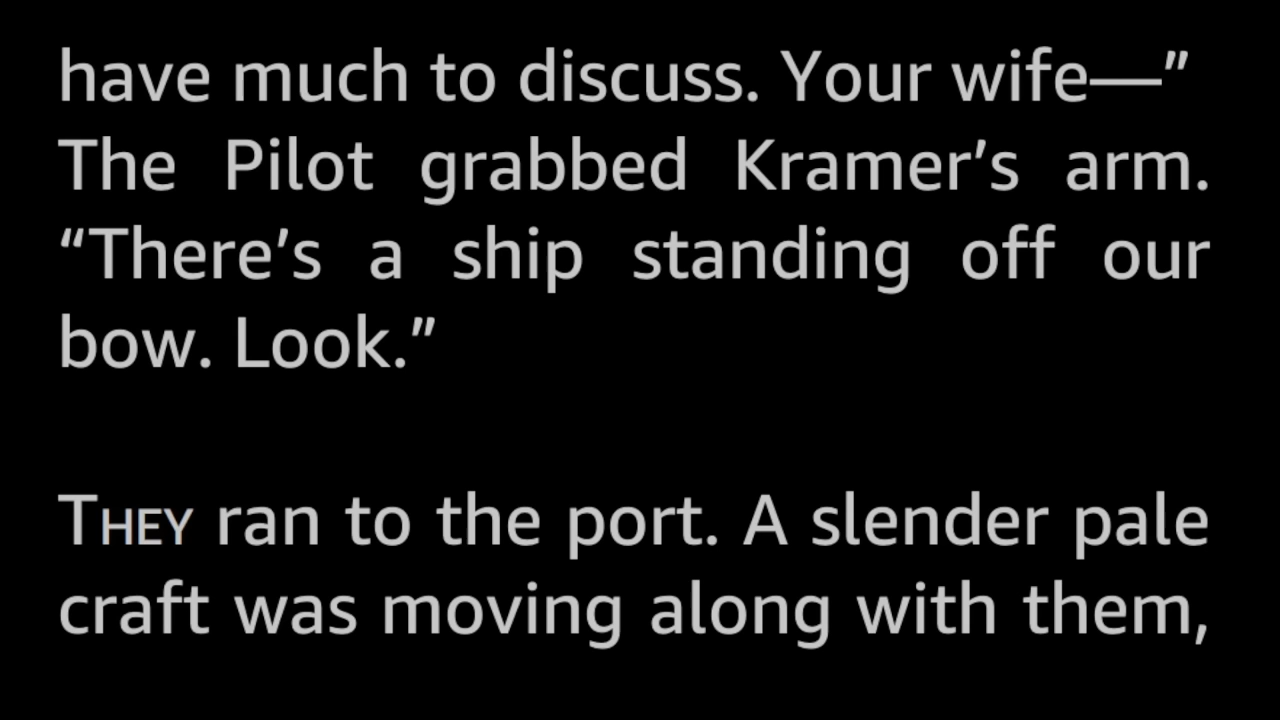 have much to discuss. Your wife—”
The Pilot grabbed Kramer’s arm.
“There’s a ship standing off our
bow. Look.”
THEY ran to the port. A slender pale
craft was moving along with them,